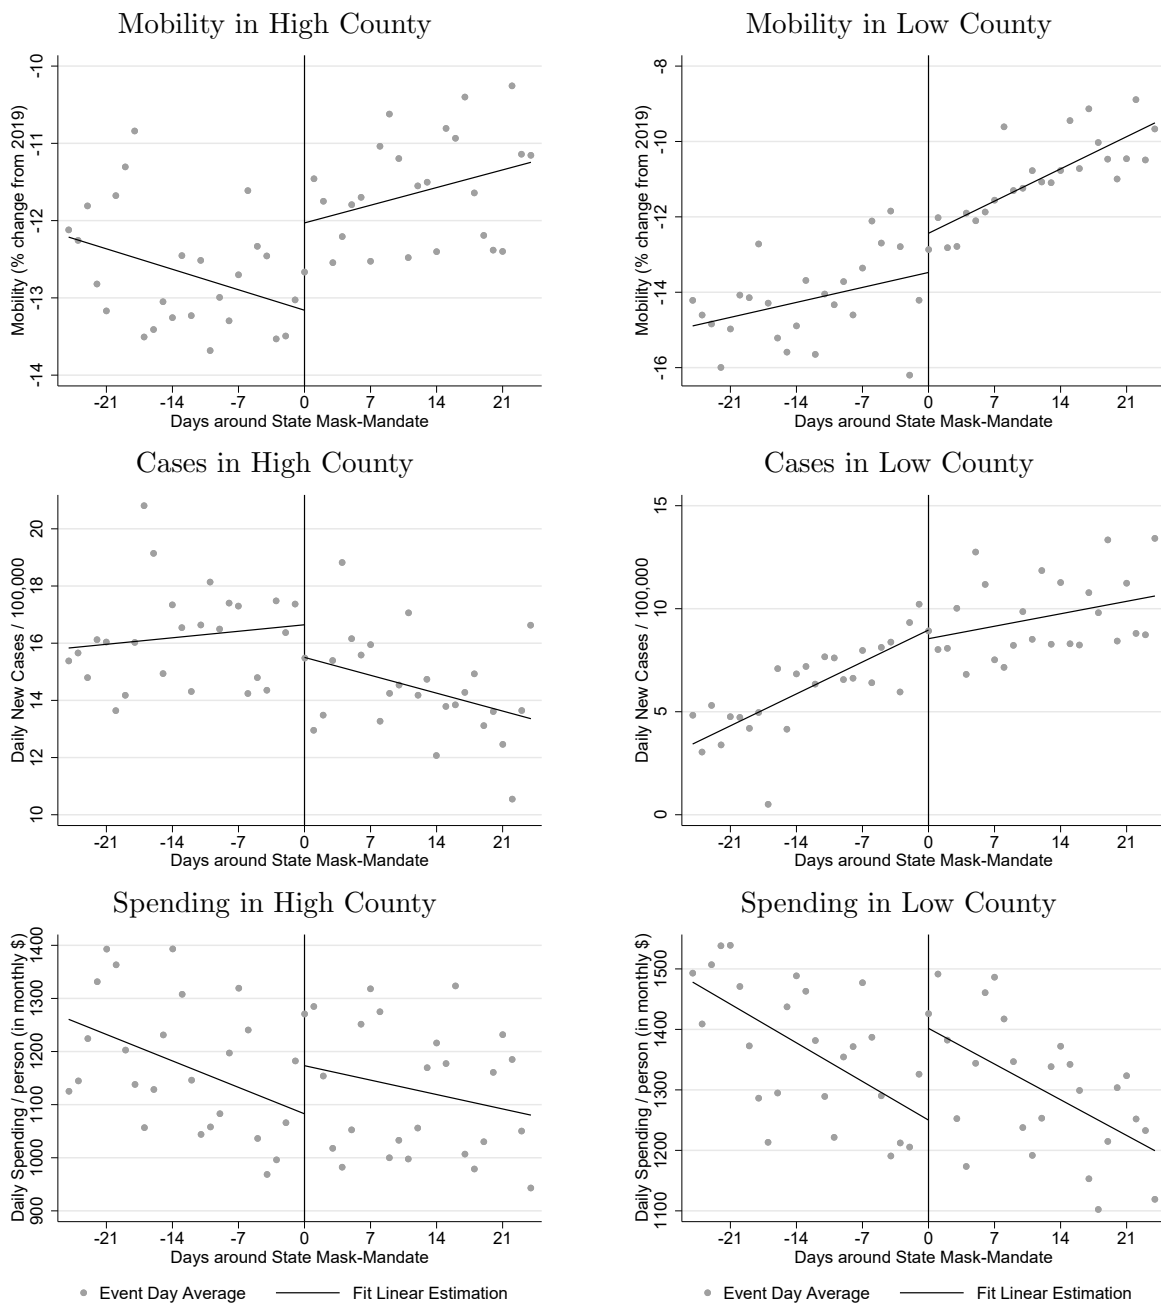 Mobility in High County
Mobility in Low County
Mobility (% change from 2019)
-10
-11
-12
-13
-14
-21 -14 -7 0 7 14 21
Days around State Mask-Mandate
Mobility (% change from 2019)
-8
-10
-12
-14
-16
-21 -14 -7 0 7 14 21
Days around State Mask-Mandate
Cases in High County
Cases in Low County
Daily New Cases / 100,000
20
18
16
14
12
10
-21 -14 -7 0 7 14 21
Days around State Mask-Mandate
Daily New Cases / 100,000
15
10
5
0
-21 -14 -7 0 7 14 21
Days around State Mask-Mandate
Spending in High County
Spending in Low County
Daily Spending / person (in monthly $)
1400
1300
1200
1100
1000
900
-21 -14 -7 0 7 14 21
Days around State Mask-Mandate
Daily Spending / person (in monthly $)
1500
1400
1300
1200
1100
-21 -14 -7 0 7 14 21
Days around State Mask-Mandate
Event Day Average Fit Linear Estimation
Event Day Average Fit Linear Estimation